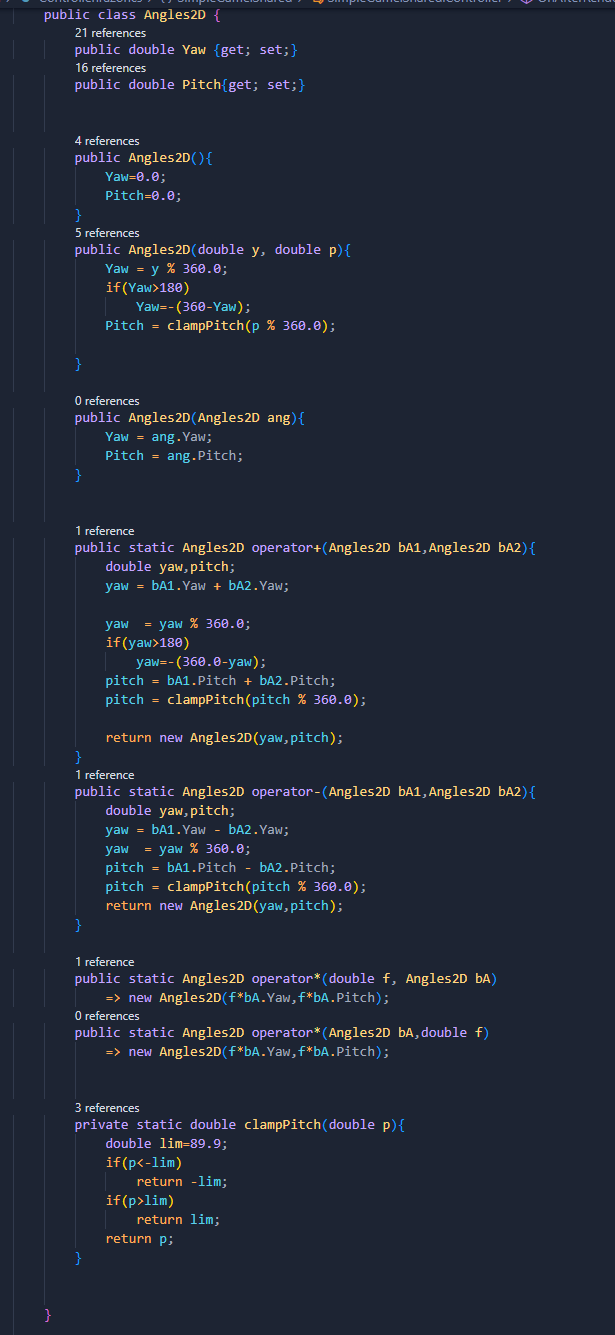 public class Angles2D {
21 references
public double Yaw {get; set;}
16 references
public double Pitch{get; set;}
4 references
public Angles2D(){
Yaw=0.0;
Pitch=0.0;
}
5 references
public Angles2D(double y, double p){
Yaw = y % 360.0;
if(Yaw>180)
Yaw=-(360-Yaw);
Pitch = clampPitch(p % 360.0);
}
0 references
public Angles2D(Angles2D ang){
Yaw = ang.Yaw;
Pitch = ang.Pitch;
}
1 reference
public static Angles2D operator+(Angles2D bA1,Angles2D bA2){
double yaw,pitch;
yaw = bA1.Yaw + bA2.Yaw;
yaw  = yaw % 360.0;
if(yaw>180)
yaw=-(360.0-yaw);
pitch = bA1.Pitch + bA2.Pitch;
pitch = clampPitch(pitch % 360.0);
return new Angles2D(yaw,pitch);
}
1 reference
public static Angles2D operator-(Angles2D bA1,Angles2D bA2){
double yaw,pitch;
yaw = bA1.Yaw - bA2.Yaw;
yaw  = yaw % 360.0;
pitch = bA1.Pitch - bA2.Pitch;
pitch = clampPitch(pitch % 360.0);
return new Angles2D(yaw,pitch);
}
1 reference
public static Angles2D operator*(double f, Angles2D bA)
=> new Angles2D(f*bA.Yaw,f*bA.Pitch);
0 references
public static Angles2D operator*(Angles2D bA,double f)
=> new Angles2D(f*bA.Yaw,f*bA.Pitch);
3 references
private static double clampPitch(double p){
double lim=89.9;
if(p<-lim)
return -lim;
if(p>lim)
return lim;
return p;
}
}